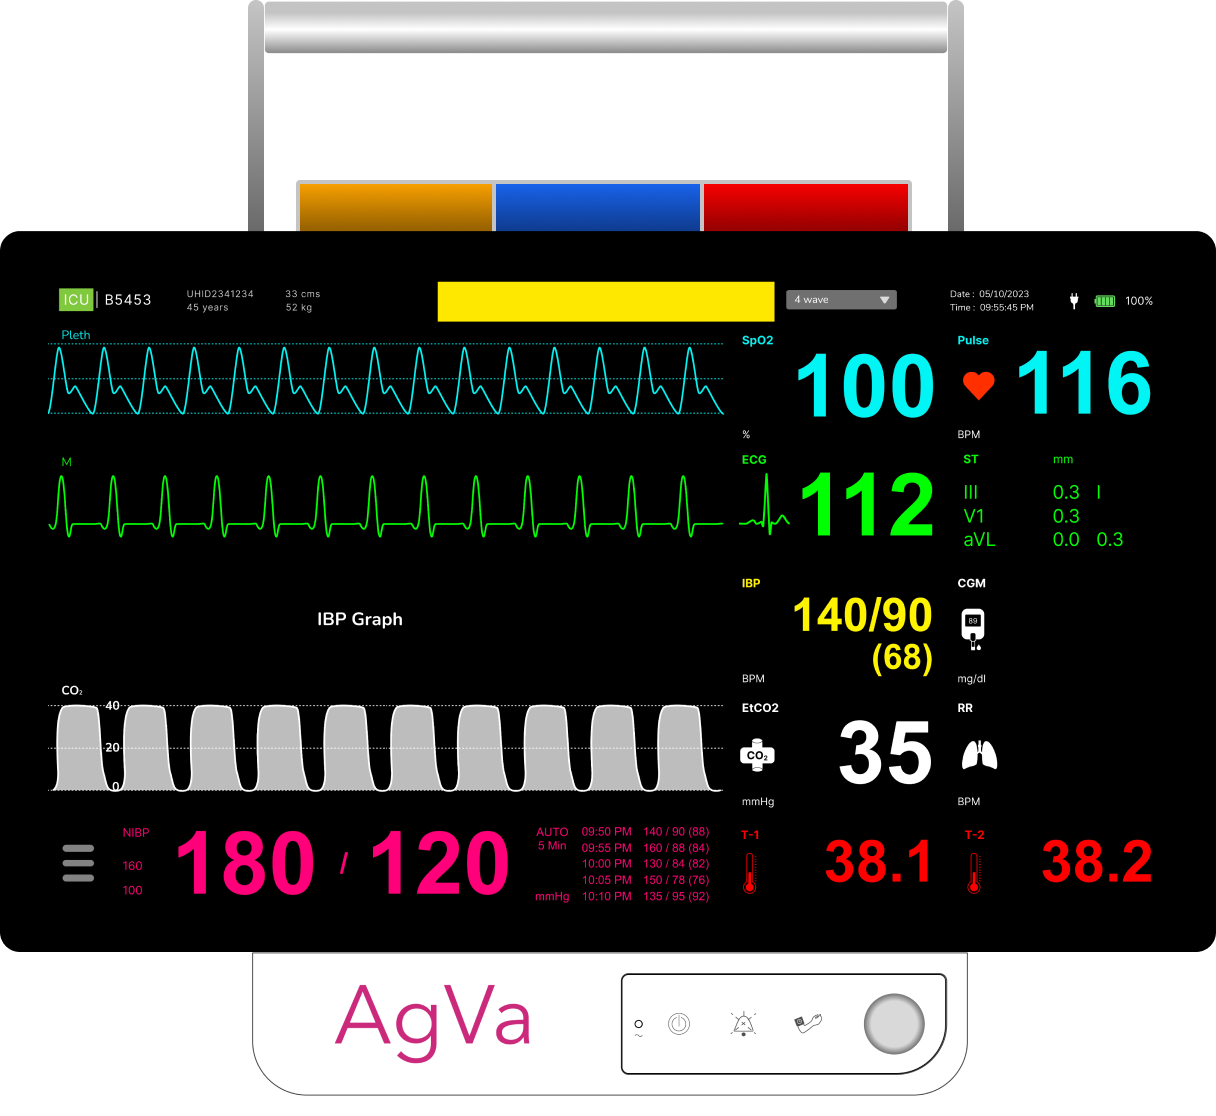 ICU B5453
UHID2341234
45 years
33 cms
52 kg
4 wave
Date : 05/10/2023
Time : 09:55:45 PM
100%
Pleth
SpO2
100
%
Pulse
116
BPM
M
ECG
112
ST mm
III 0.3 I
V1 0.3
aVL 0.0 0.3
IBP Graph
IBP
140/90
(68)
BPM
CGM
89
mg/dl
CO₂
40
20
0
EtCO2
CO₂
35
mmHg
RR
BPM
NIBP
160
100
180 / 120
AUTO
5 Min
mmHg
09:50 PM 140 / 90 (88)
09:55 PM 160 / 88 (84)
10:00 PM 130 / 84 (82)
10:05 PM 150 / 78 (76)
10:10 PM 135 / 95 (92)
T-1
38.1
T-2
38.2
AgVa